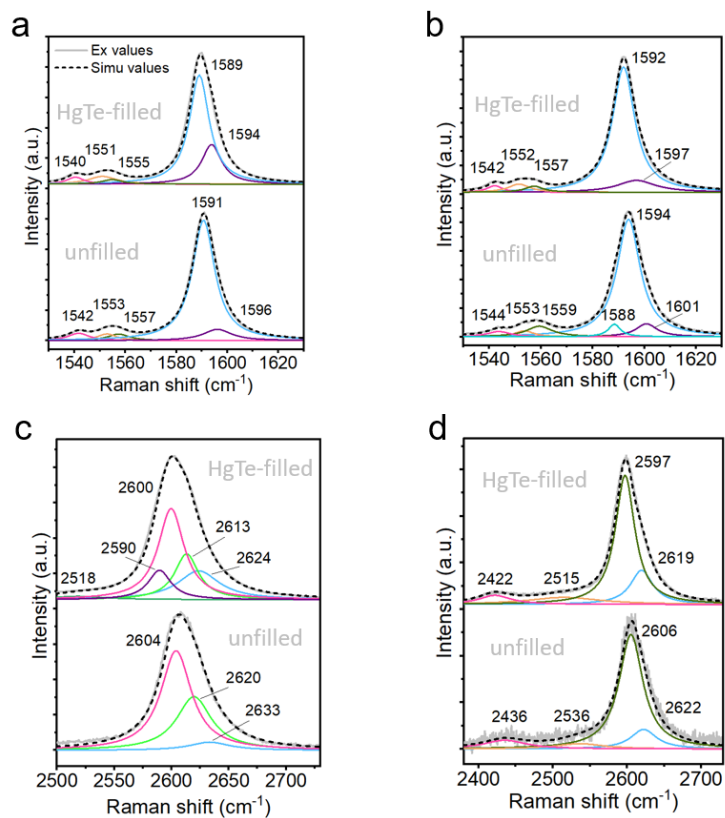 a
Ex values
Simu values
HgTe-filled
1589
1594
1540
1551
1555
unfilled
1591
1596
1542
1553
1557
Intensity (a.u.)
1540 1560 1580 1600 1620
Raman shift (cm⁻¹)
b
HgTe-filled
1592
1597
1542
1552
1557
unfilled
1594
1601
1544
1553
1559
1588
Intensity (a.u.)
1540 1560 1580 1600 1620
Raman shift (cm⁻¹)
c
HgTe-filled
2600
2613
2590
2624
2518
unfilled
2604
2620
2633
Intensity (a.u.)
2500 2550 2600 2650 2700
Raman shift (cm⁻¹)
d
HgTe-filled
2597
2619
2422
2515
unfilled
2606
2622
2436
2536
Intensity (a.u.)
2400 2500 2600 2700
Raman shift (cm⁻¹)